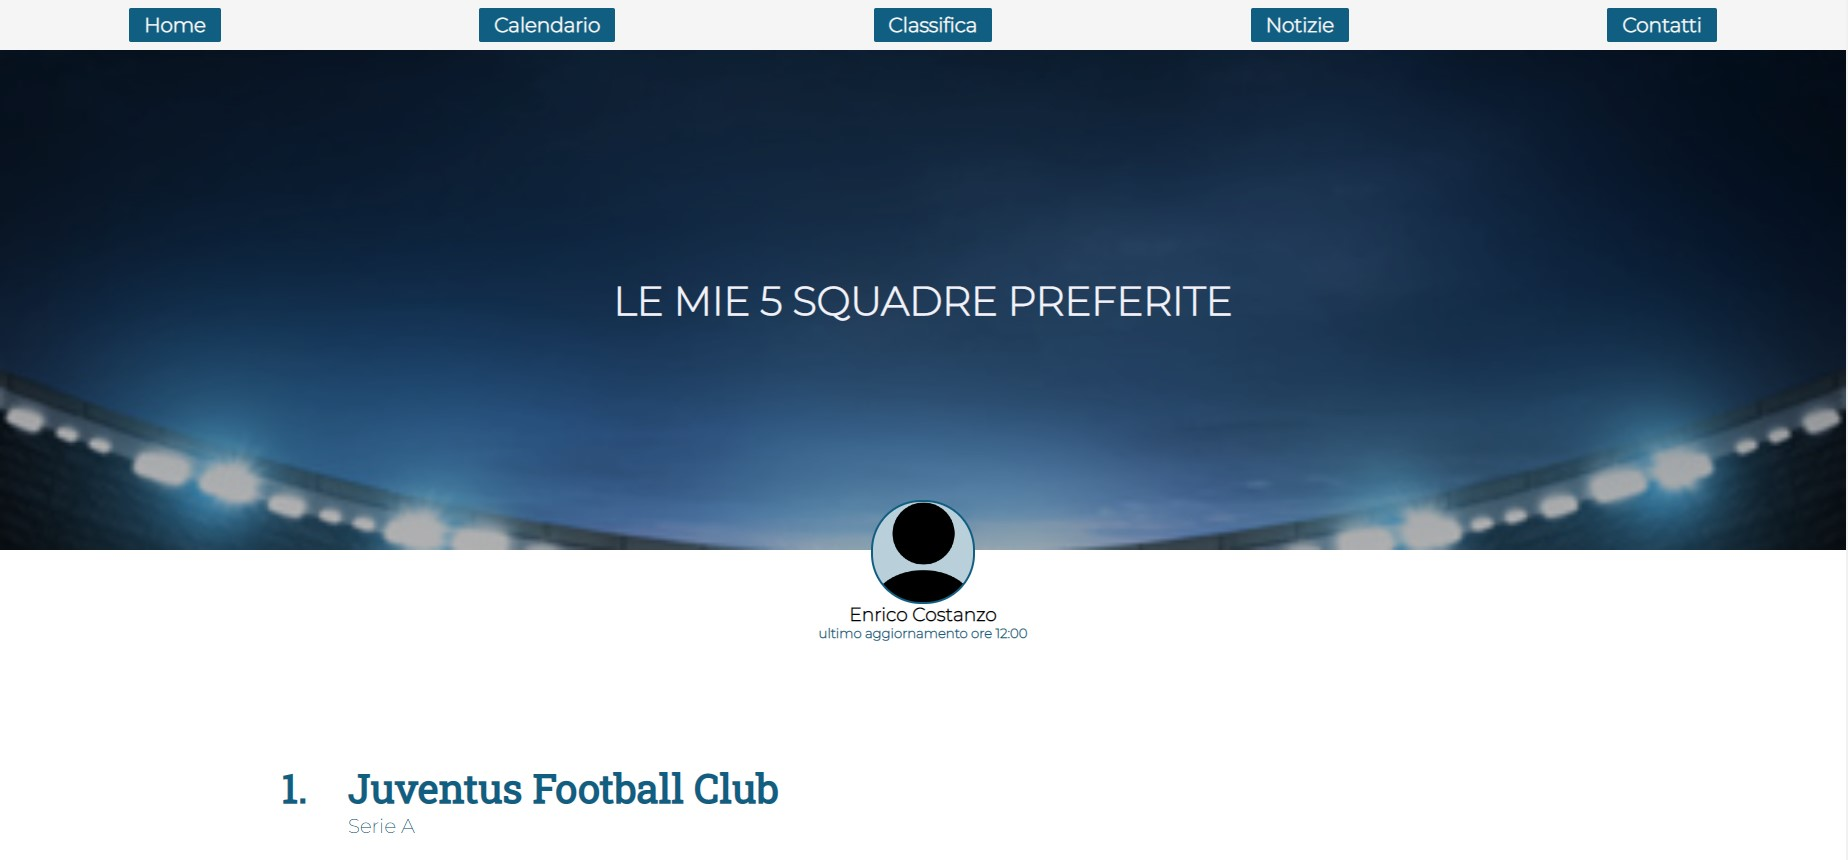 Home
Calendario
Classifica
Notizie
Contatti
LE MIE 5 SQUADRE PREFERITE
Enrico Costanzo
ultimo aggiornamento ore 12:00
1. Juventus Football Club
Serie A